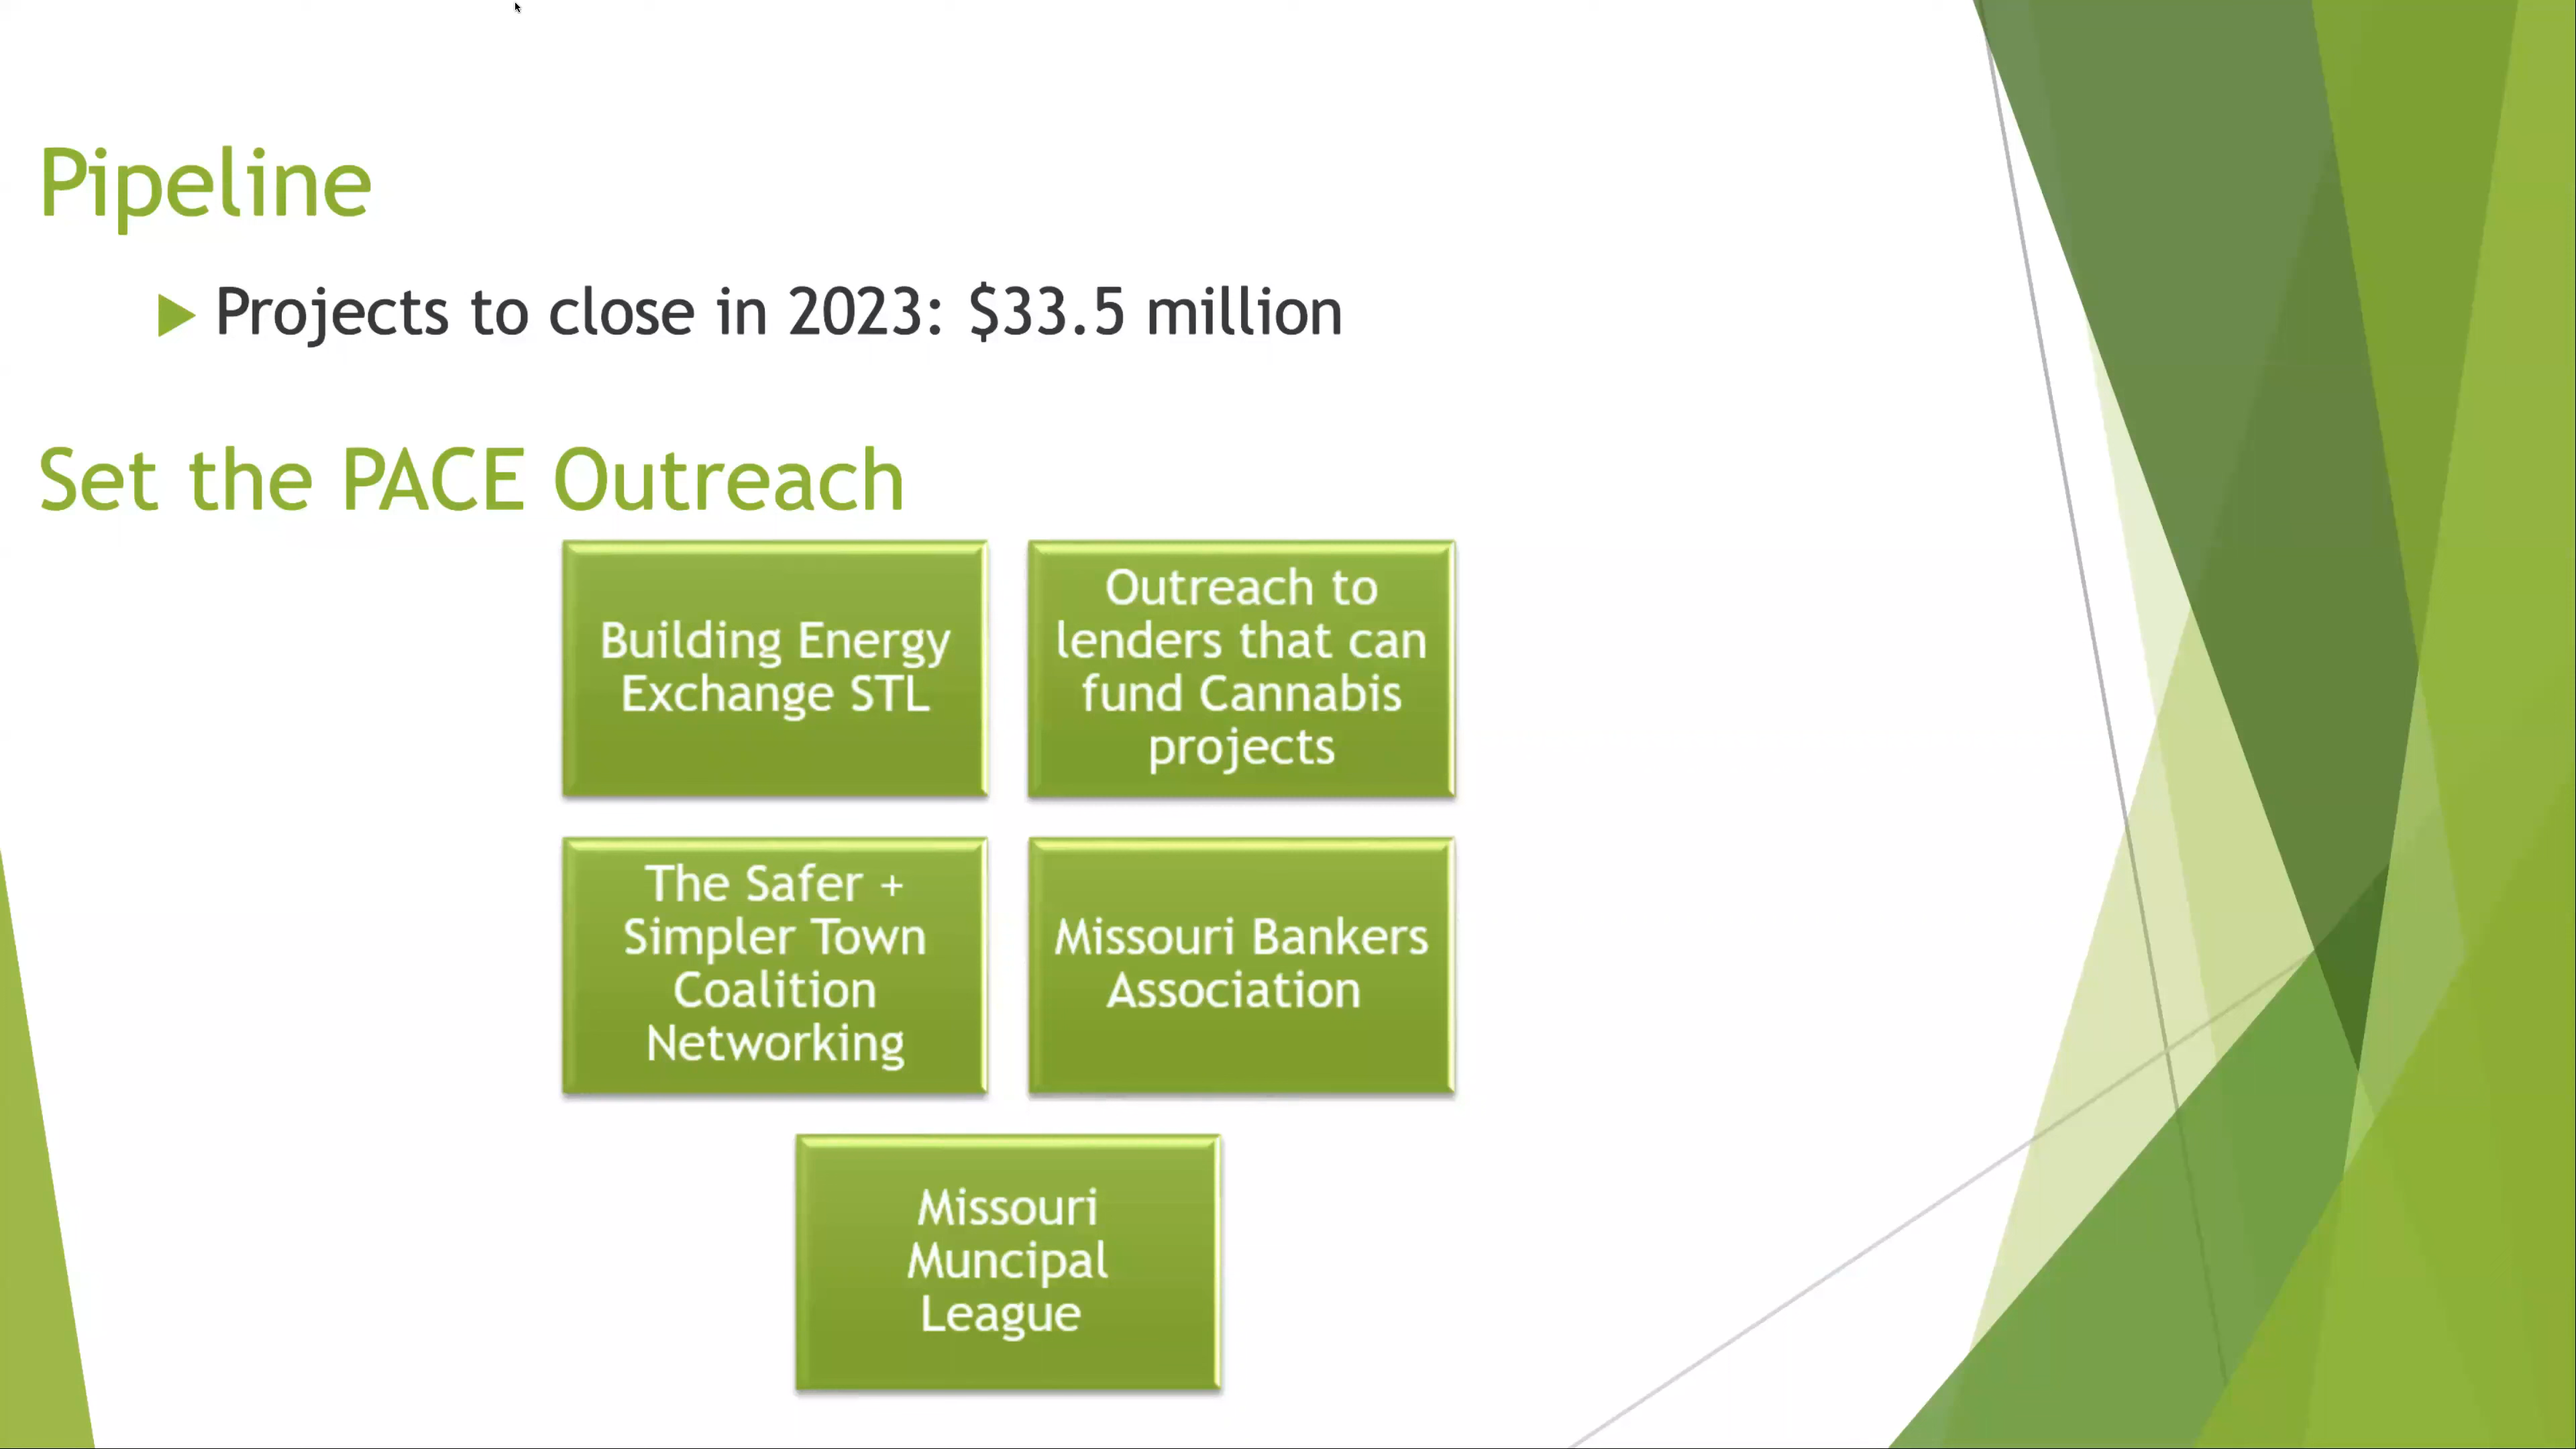 Pipeline
Projects to close in 2023: $33.5 million
Set the PACE Outreach
Building Energy
Exchange STL
Outreach to
lenders that can
fund Cannabis
projects
The Safer +
Simpler Town
Coalition
Networking
Missouri Bankers
Association
Missouri
Muncipal
League